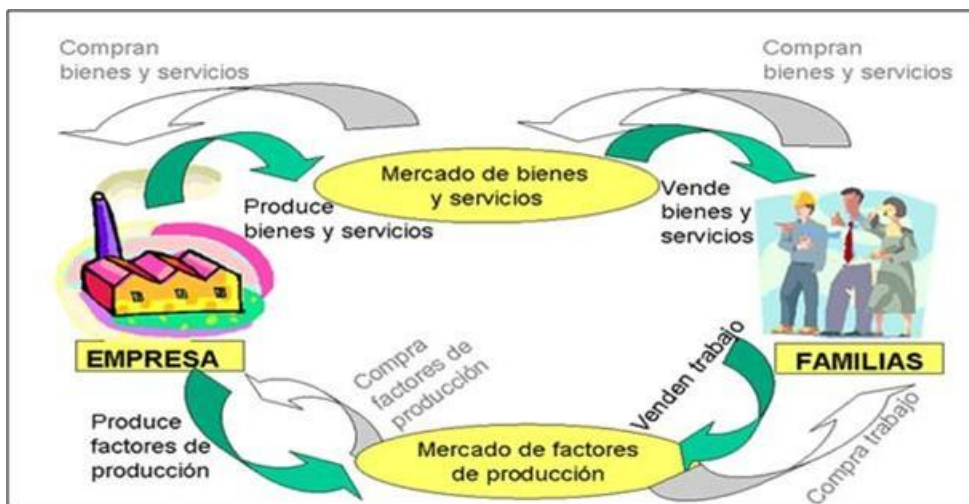 Compran
bienes y servicios
Compran
bienes y servicios
Mercado de bienes
y servicios
Produce
bienes y servicios
Vende
bienes y
servicios
EMPRESA
FAMILIAS
Compra
factores de
producción
Venden trabajo
Produce
factores de
producción
Mercado de factores
de producción
Compra trabajo